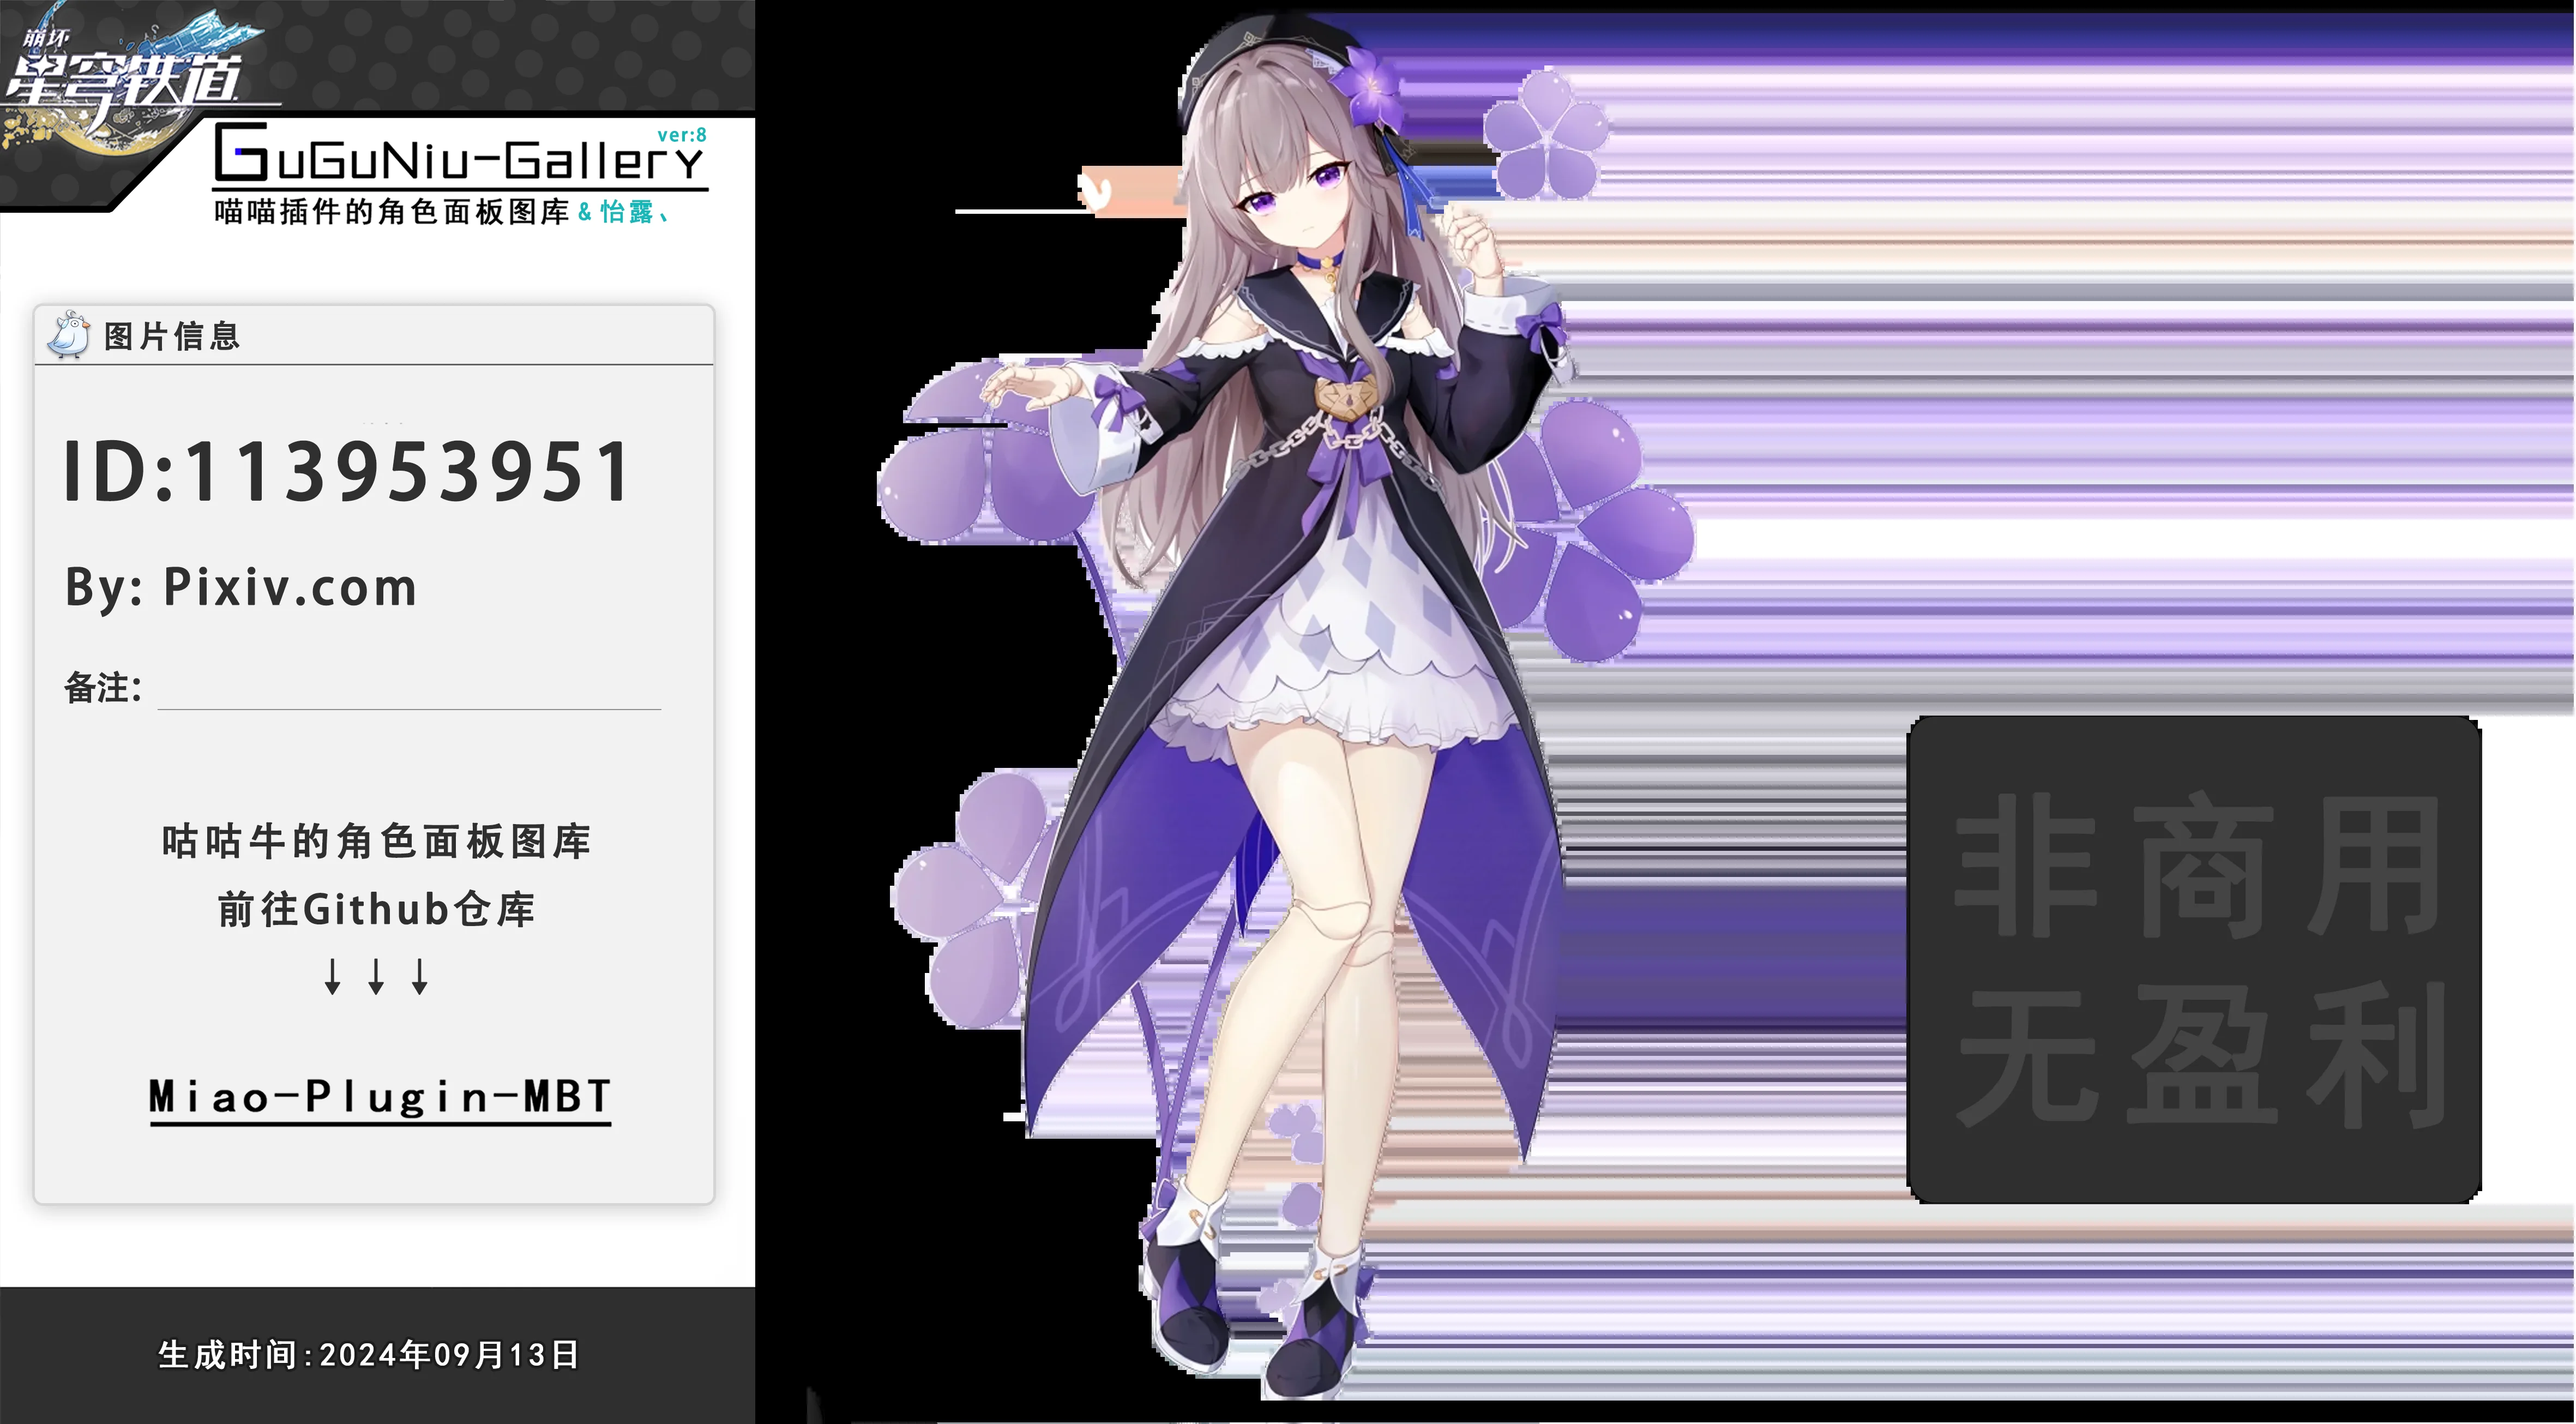 崩坏
星穹铁道
GuGuNiu-Gallery
ver:8
喵喵插件的角色面板图库 & 怡露、
图片信息
ID:113953951
By: Pixiv.com
备注:
咕咕牛的角色面板图库
前往Github仓库
↓ ↓ ↓
Miao-Plugin-MBT
生成时间:2024年09月13日
非商用
无盈利